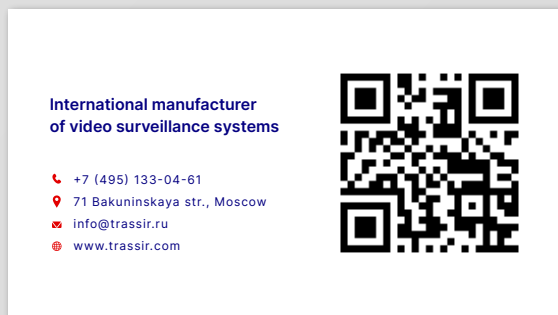 International manufacturer
of video surveillance systems
+7 (495) 133-04-61
71 Bakuninskaya str., Moscow
info@trassir.ru
www.trassir.com